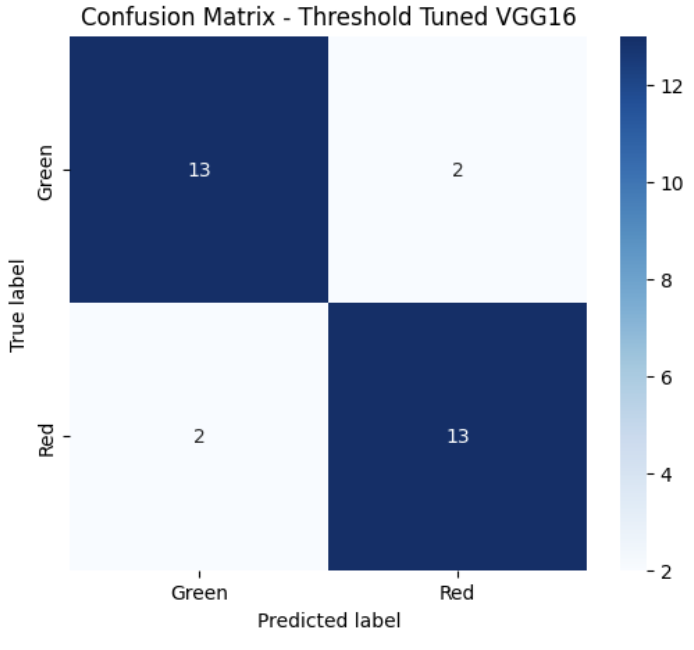 Confusion Matrix - Threshold Tuned VGG16
True label
Green
Red
13
2
2
13
Green
Red
Predicted label
12
10
8
6
4
2